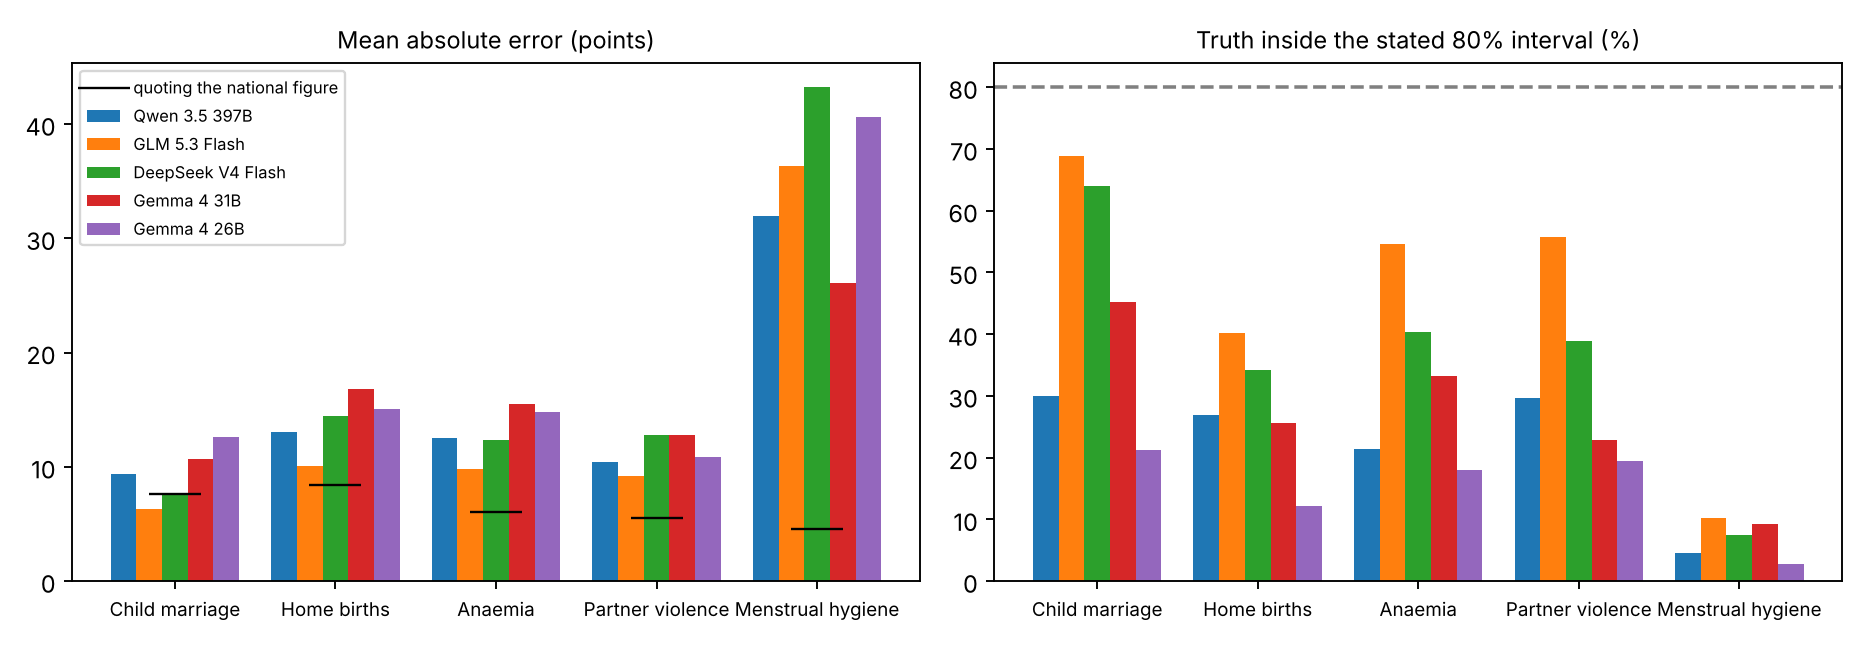 Mean absolute error (points)
quoting the national figure
Qwen 3.5 397B
GLM 5.3 Flash
DeepSeek V4 Flash
Gemma 4 31B
Gemma 4 26B
40
30
20
10
0
Child marriage Home births Anaemia Partner violence Menstrual hygiene
Truth inside the stated 80% interval (%)
80
70
60
50
40
30
20
10
0
Child marriage Home births Anaemia Partner violence Menstrual hygiene